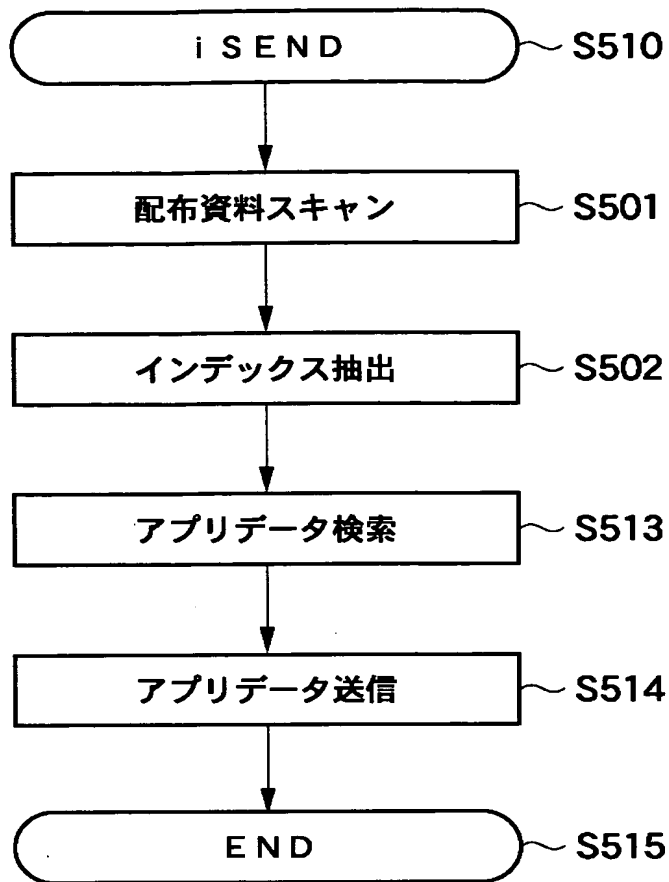 i SEND S510
配布資料スキャン S501
インデックス抽出 S502
アプリデータ検索 S513
アプリデータ送信 S514
END S515